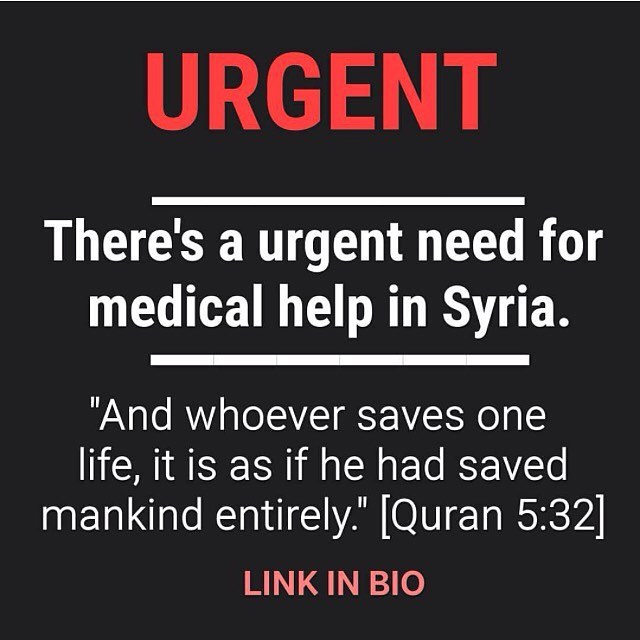 URGENT
There's a urgent need for
medical help in Syria.
"And whoever saves one
life, it is as if he had saved
mankind entirely." [Quran 5:32]
LINK IN BIO